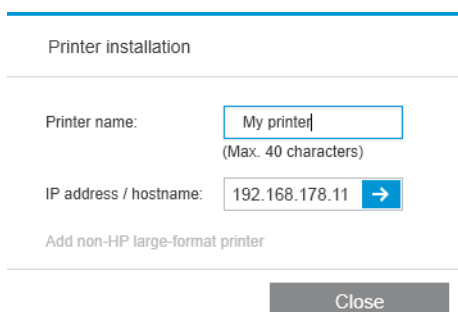 Printer installation
Printer name: My printer
(Max. 40 characters)
IP address / hostname: 192.168.178.11
Add non-HP large-format printer
Close